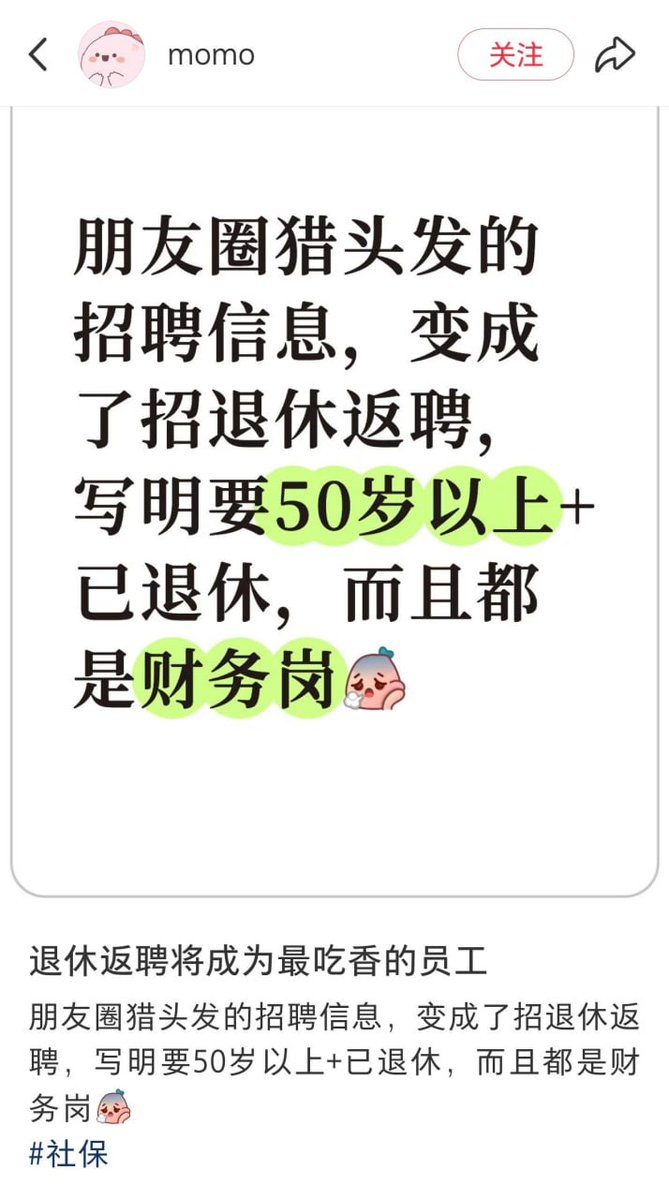 momo
关注
朋友圈猎头发的
招聘信息，变成
了招退休返聘，
写明要50岁以上+
已退休，而且都
是财务岗
退休返聘将成为最吃香的员工
朋友圈猎头发的招聘信息，变成了招退休返
聘，写明要50岁以上+已退休，而且都是财
务岗
#社保